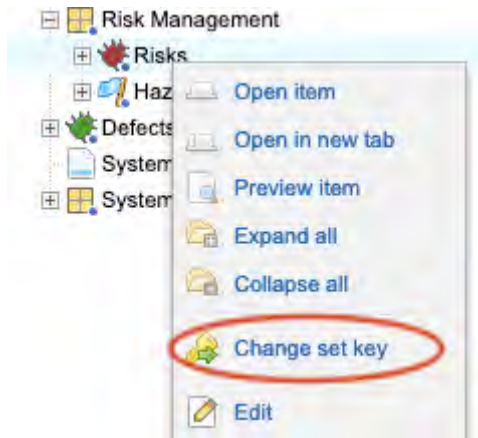 Risk Management
Risks
Haz
Open item
Defects
Open in new tab
System
Preview item
System
Expand all
Collapse all
Change set key
Edit